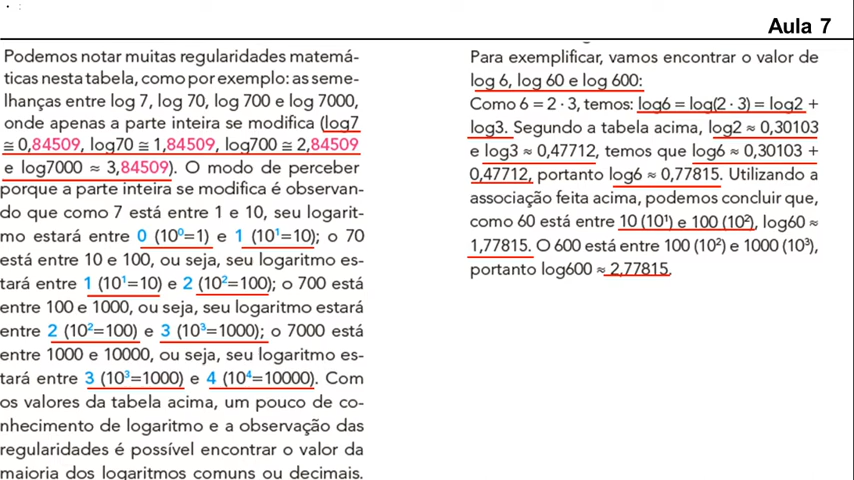 Aula 7
Podemos notar muitas regularidades matemá-
ticas nesta tabela, como por exemplo: as seme-
lhanças entre log 7, log 70, log 700 e log 7000,
onde apenas a parte inteira se modifica (log7
≅ 0,84509, log70 ≅ 1,84509, log700 ≅ 2,84509
e log7000 ≈ 3,84509). O modo de perceber
porque a parte inteira se modifica é observan-
do que como 7 está entre 1 e 10, seu logarit-
mo estará entre 0 (10⁰=1) e 1 (10¹=10); o 70
está entre 10 e 100, ou seja, seu logaritmo es-
tará entre 1 (10¹=10) e 2 (10²=100); o 700 está
entre 100 e 1000, ou seja, seu logaritmo estará
entre 2 (10²=100) e 3 (10³=1000); o 7000 está
entre 1000 e 10000, ou seja, seu logaritmo es-
tará entre 3 (10³=1000) e 4 (10⁴=10000). Com
os valores da tabela acima, um pouco de co-
nhecimento de logaritmo e a observação das
regularidades é possível encontrar o valor da
maioria dos logaritmos comuns ou decimais.
Para exemplificar, vamos encontrar o valor de
log 6, log 60 e log 600:
Como 6 = 2 · 3, temos: log6 = log(2 · 3) = log2 +
log3. Segundo a tabela acima, log2 ≈ 0,30103
e log3 ≈ 0,47712, temos que log6 ≈ 0,30103 +
0,47712, portanto log6 ≈ 0,77815. Utilizando a
associação feita acima, podemos concluir que,
como 60 está entre 10 (10¹) e 100 (10²), log60 ≈
1,77815. O 600 está entre 100 (10²) e 1000 (10³),
portanto log600 ≈ 2,77815.